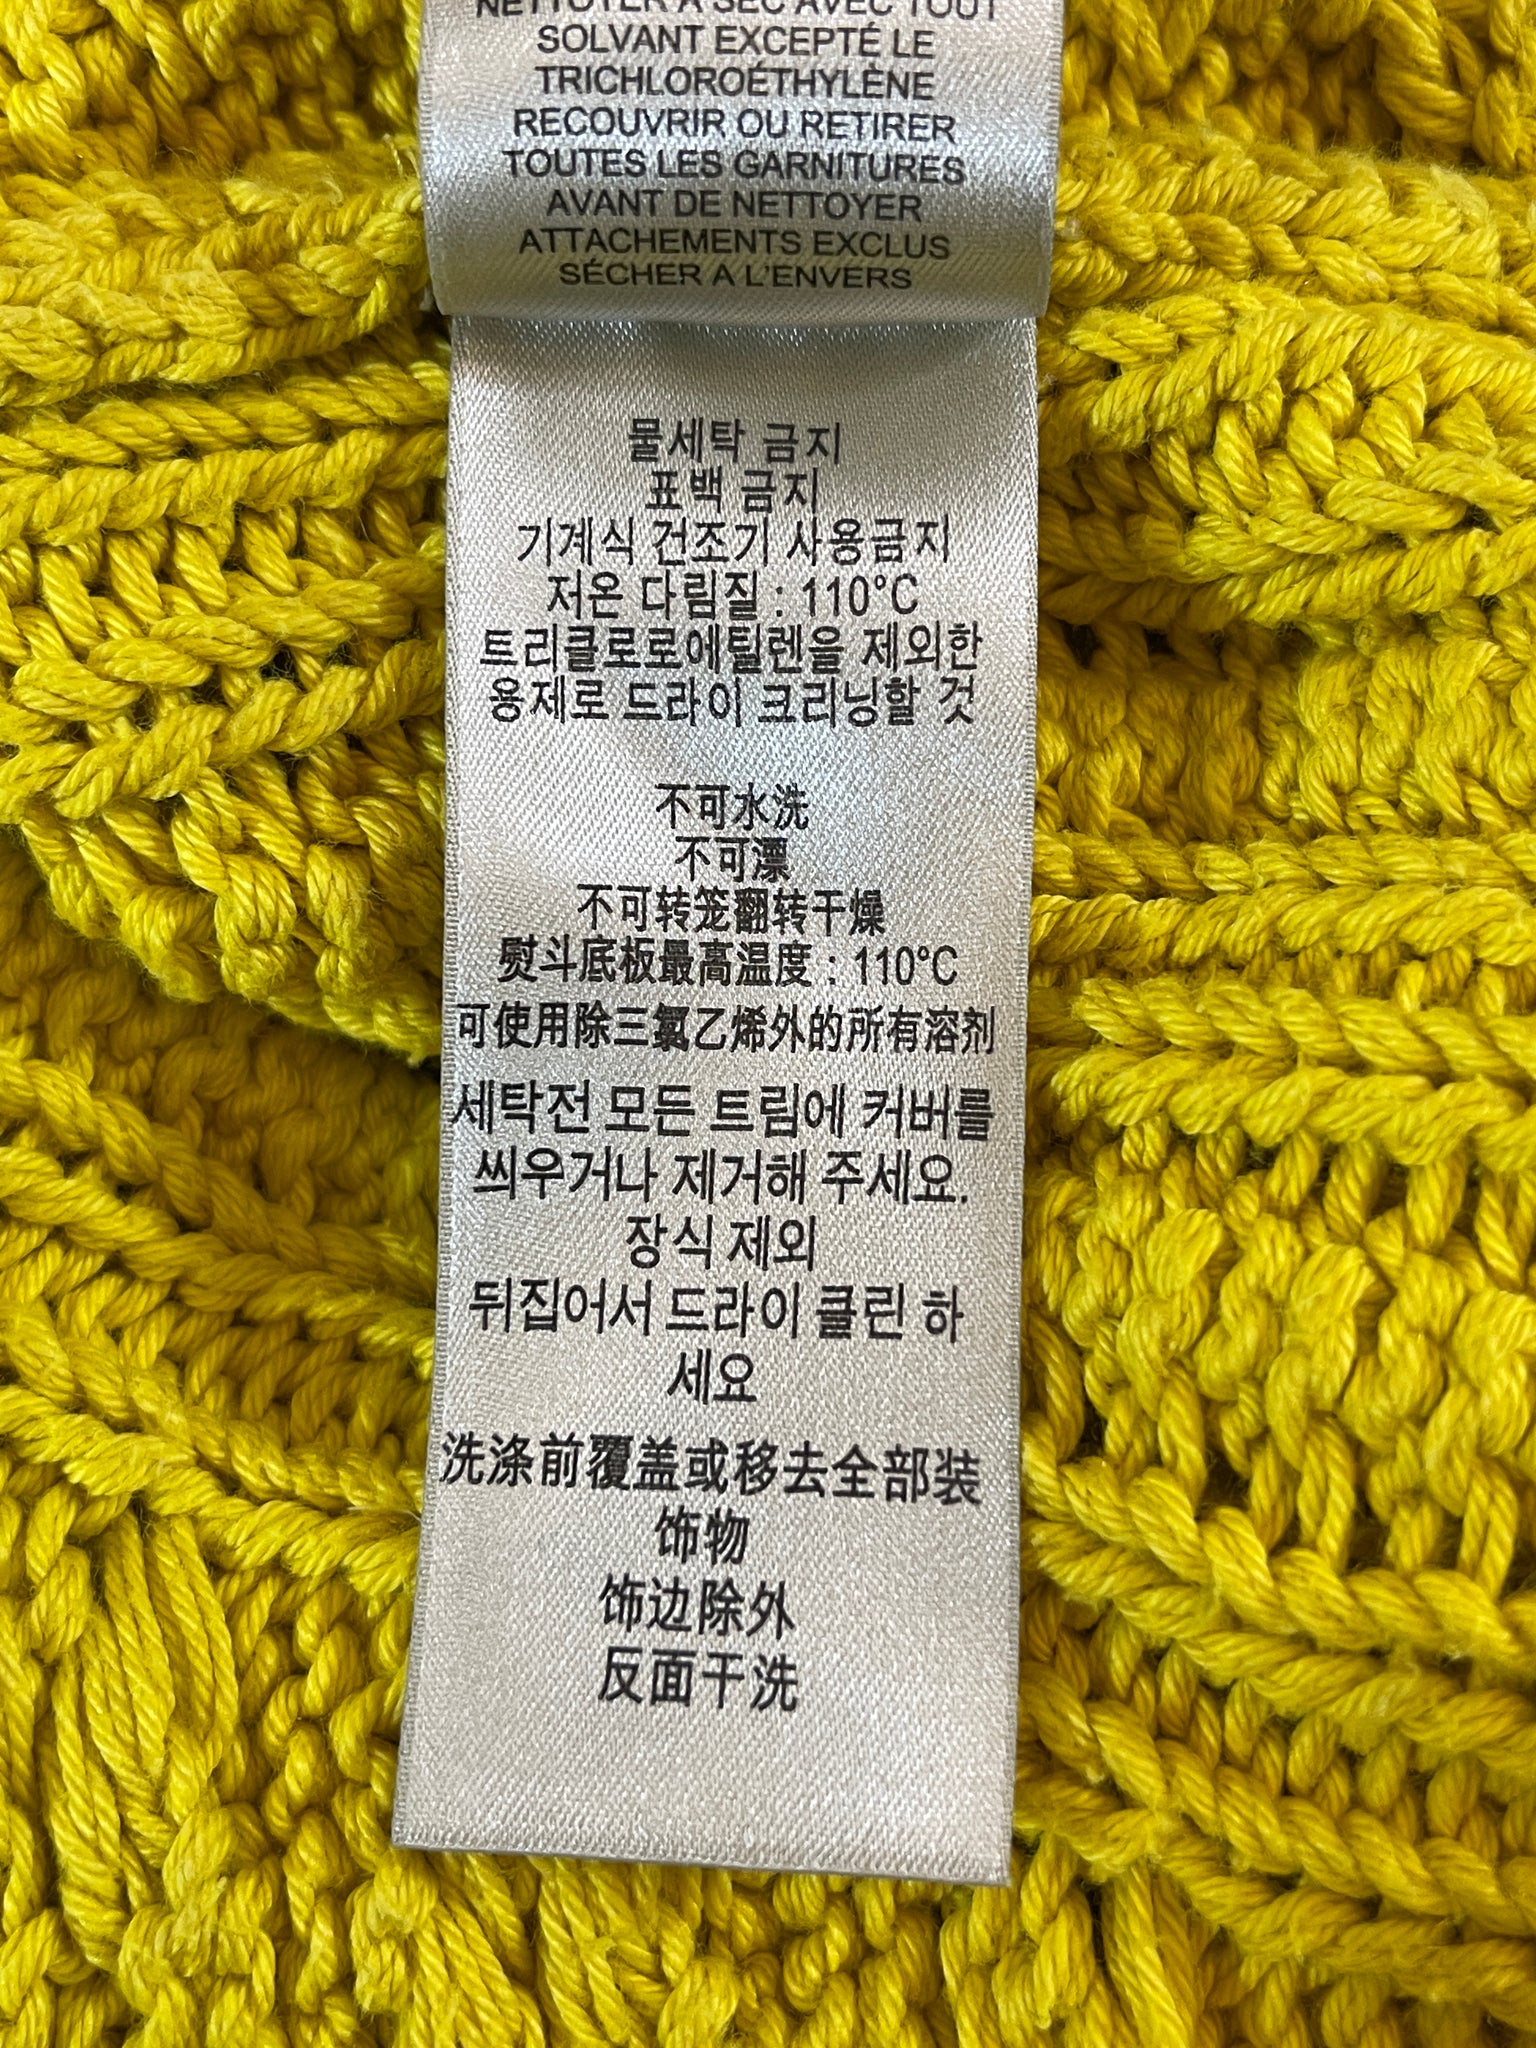 NETTOYER À SEC AVEC TOUT
SOLVANT EXCEPTÉ LE
TRICHLOROÉTHYLÈNE
RECOUVRIR OU RETIRER
TOUTES LES GARNITURES
AVANT DE NETTOYER
ATTACHEMENTS EXCLUS
SÉCHER A L'ENVERS
물세탁 금지
표백 금지
기계식 건조기 사용금지
저온 다림질 : 110°C
트리클로로에틸렌을 제외한
용제로 드라이 크리닝할 것
不可水洗
不可漂
不可转笼翻转干燥
熨斗底板最高温度 : 110°C
可使用除三氯乙烯外的所有溶剂
세탁전 모든 트림에 커버를
씌우거나 제거해 주세요.
장식 제외
뒤집어서 드라이 클린 하
세요
洗涤前覆盖或移去全部装
饰物
饰边除外
反面干洗